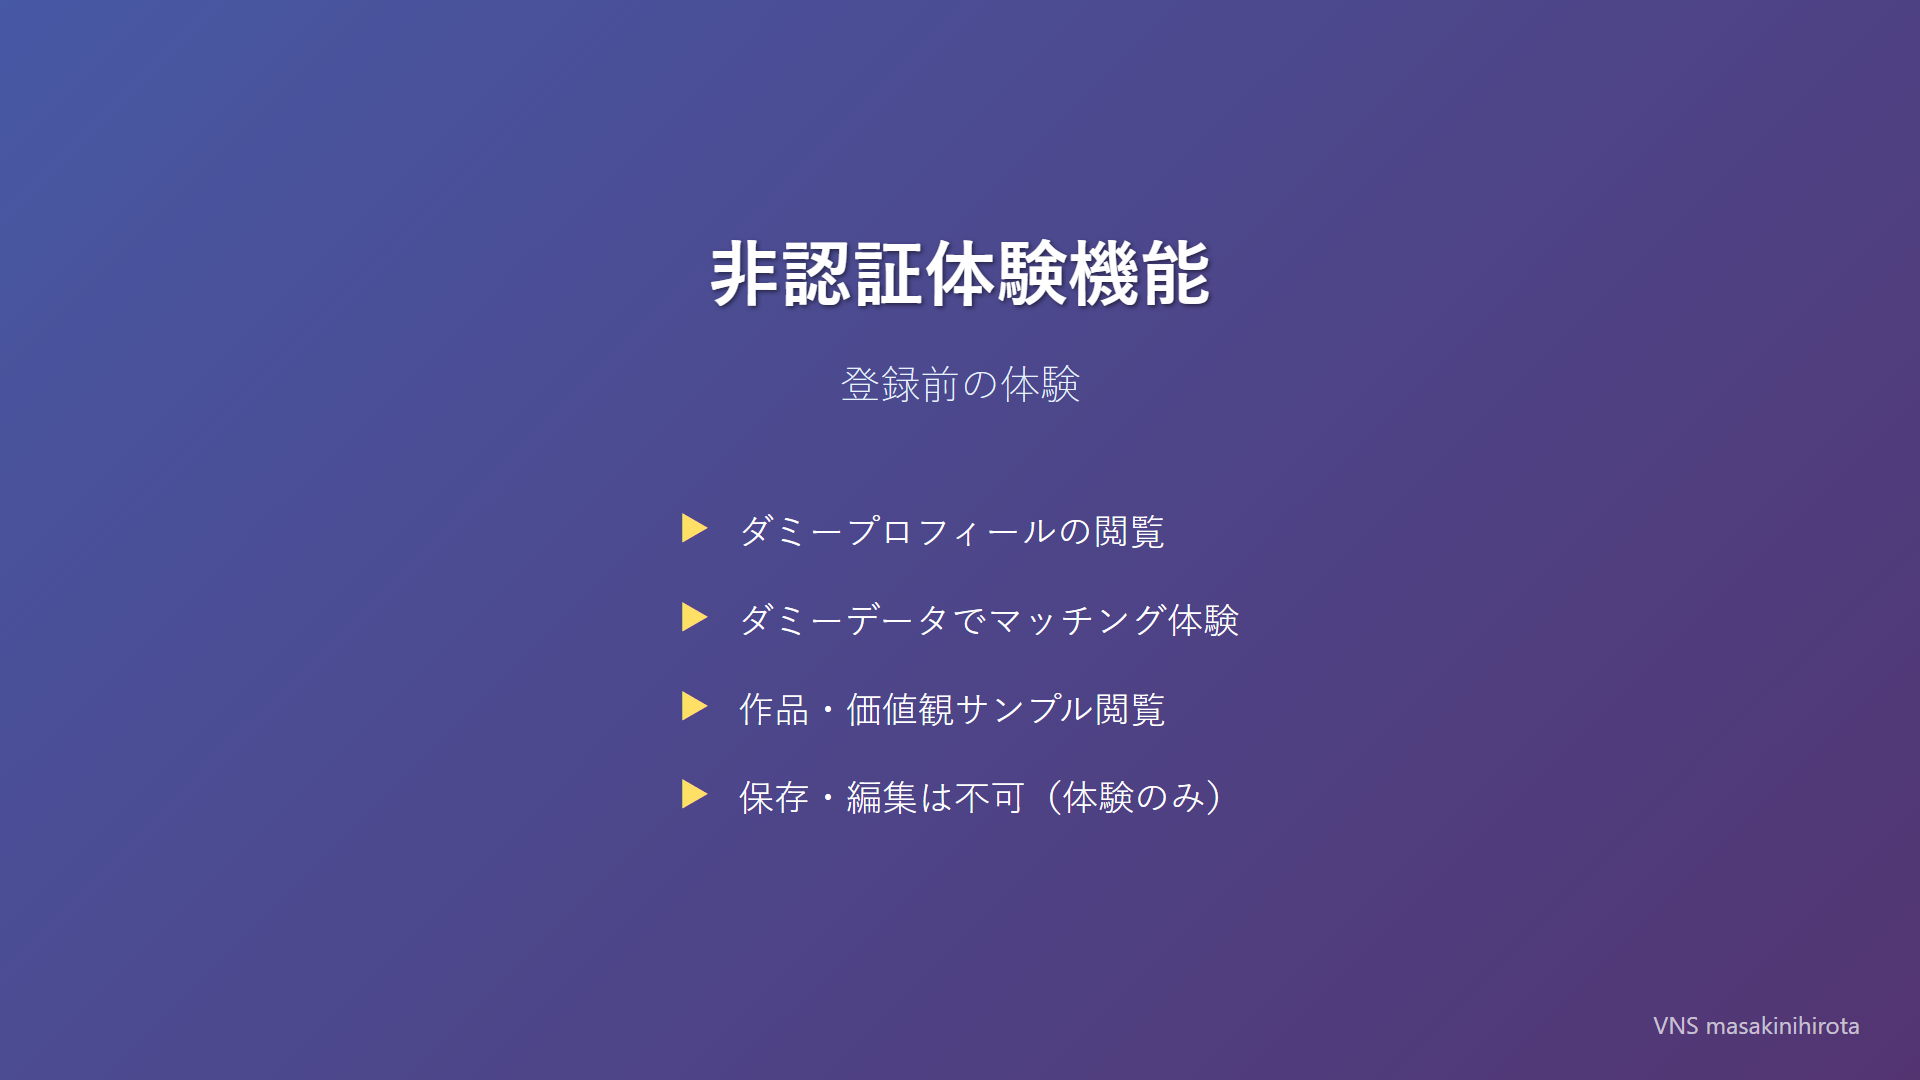 非認証体験機能
登録前の体験
▶ ダミープロフィールの閲覧
▶ ダミーデータでマッチング体験
▶ 作品・価値観サンプル閲覧
▶ 保存・編集は不可（体験のみ）
VNS masakinihirota